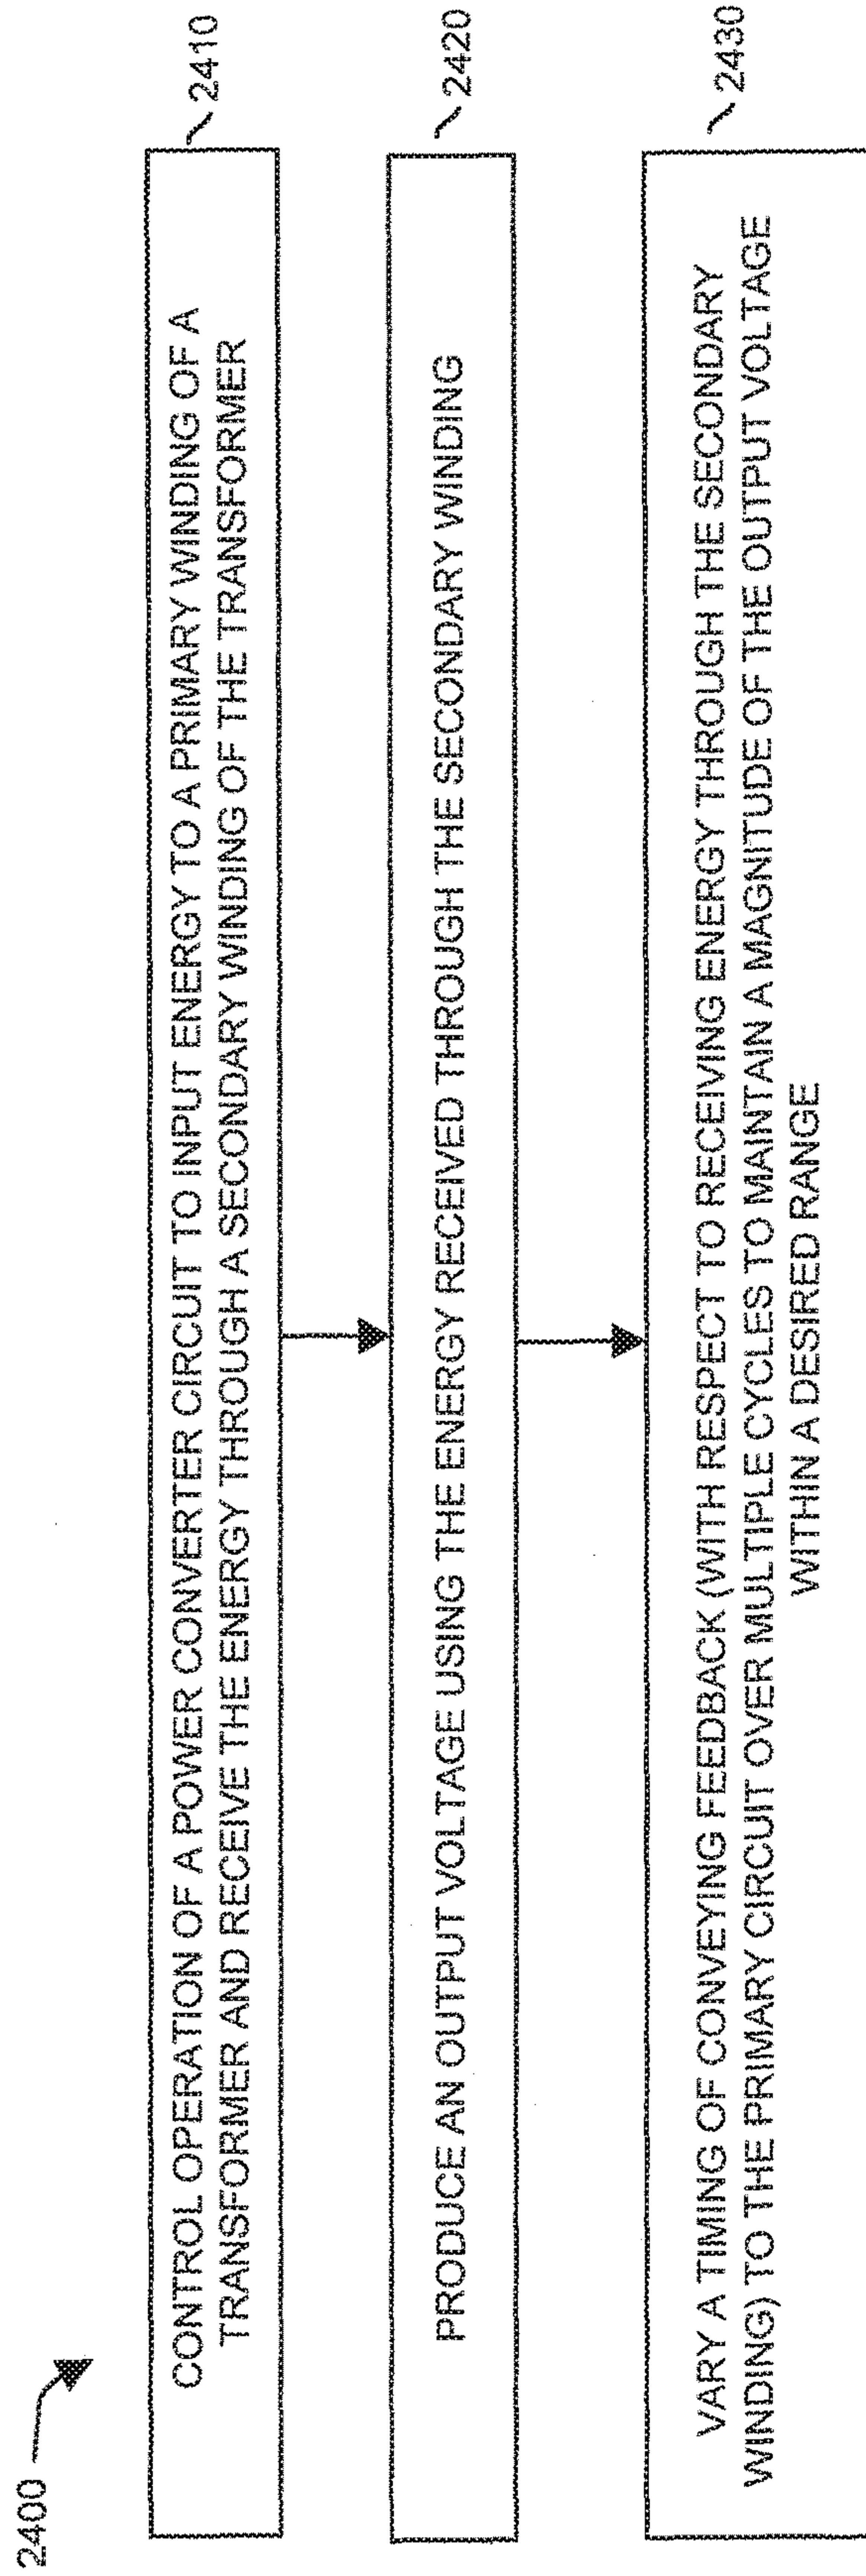 2400
CONTROL OPERATION OF A POWER CONVERTER CIRCUIT TO INPUT ENERGY TO A PRIMARY WINDING OF A
TRANSFORMER AND RECEIVE THE ENERGY THROUGH A SECONDARY WINDING OF THE TRANSFORMER
2410
PRODUCE AN OUTPUT VOLTAGE USING THE ENERGY RECEIVED THROUGH THE SECONDARY WINDING
2420
VARY A TIMING OF CONVEYING FEEDBACK (WITH RESPECT TO RECEIVING ENERGY THROUGH THE SECONDARY
WINDING) TO THE PRIMARY CIRCUIT OVER MULTIPLE CYCLES TO MAINTAIN A MAGNITUDE OF THE OUTPUT VOLTAGE
WITHIN A DESIRED RANGE
2430